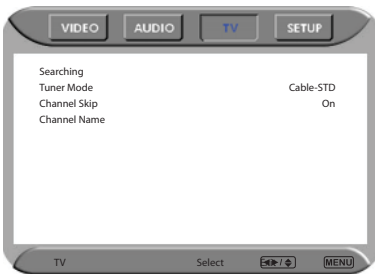 VIDEO AUDIO TV SETUP
Searching
Tuner Mode Cable-STD
Channel Skip On
Channel Name
TV Select / MENU